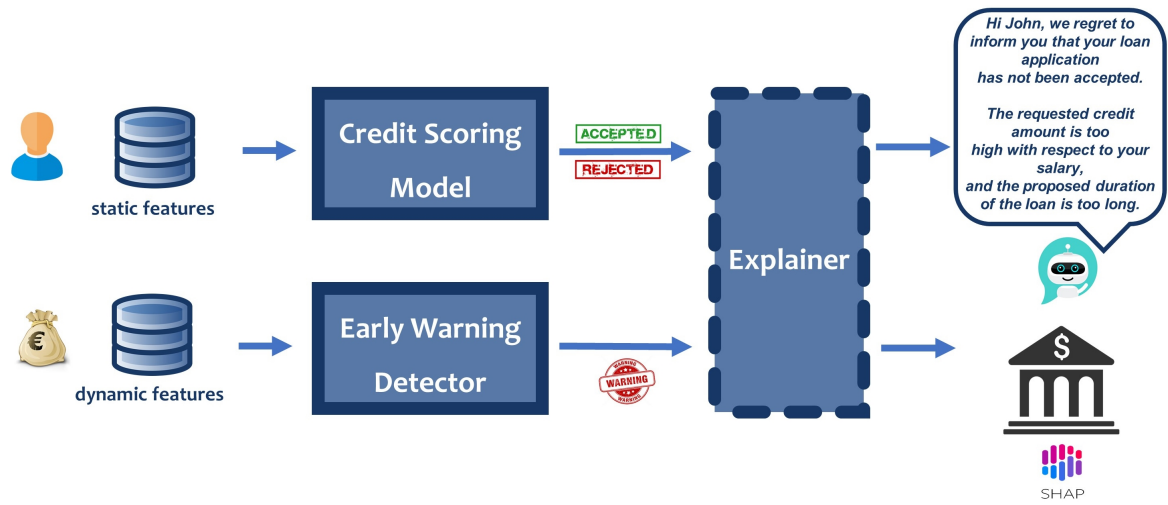 static features
Credit Scoring
Model
ACCEPTED
REJECTED
Explainer
Hi John, we regret to
inform you that your loan
application
has not been accepted.
The requested credit
amount is too
high with respect to your
salary,
and the proposed duration
of the loan is too long.
€
dynamic features
Early Warning
Detector
WARNING
WARNING
WARNING
$
SHAP